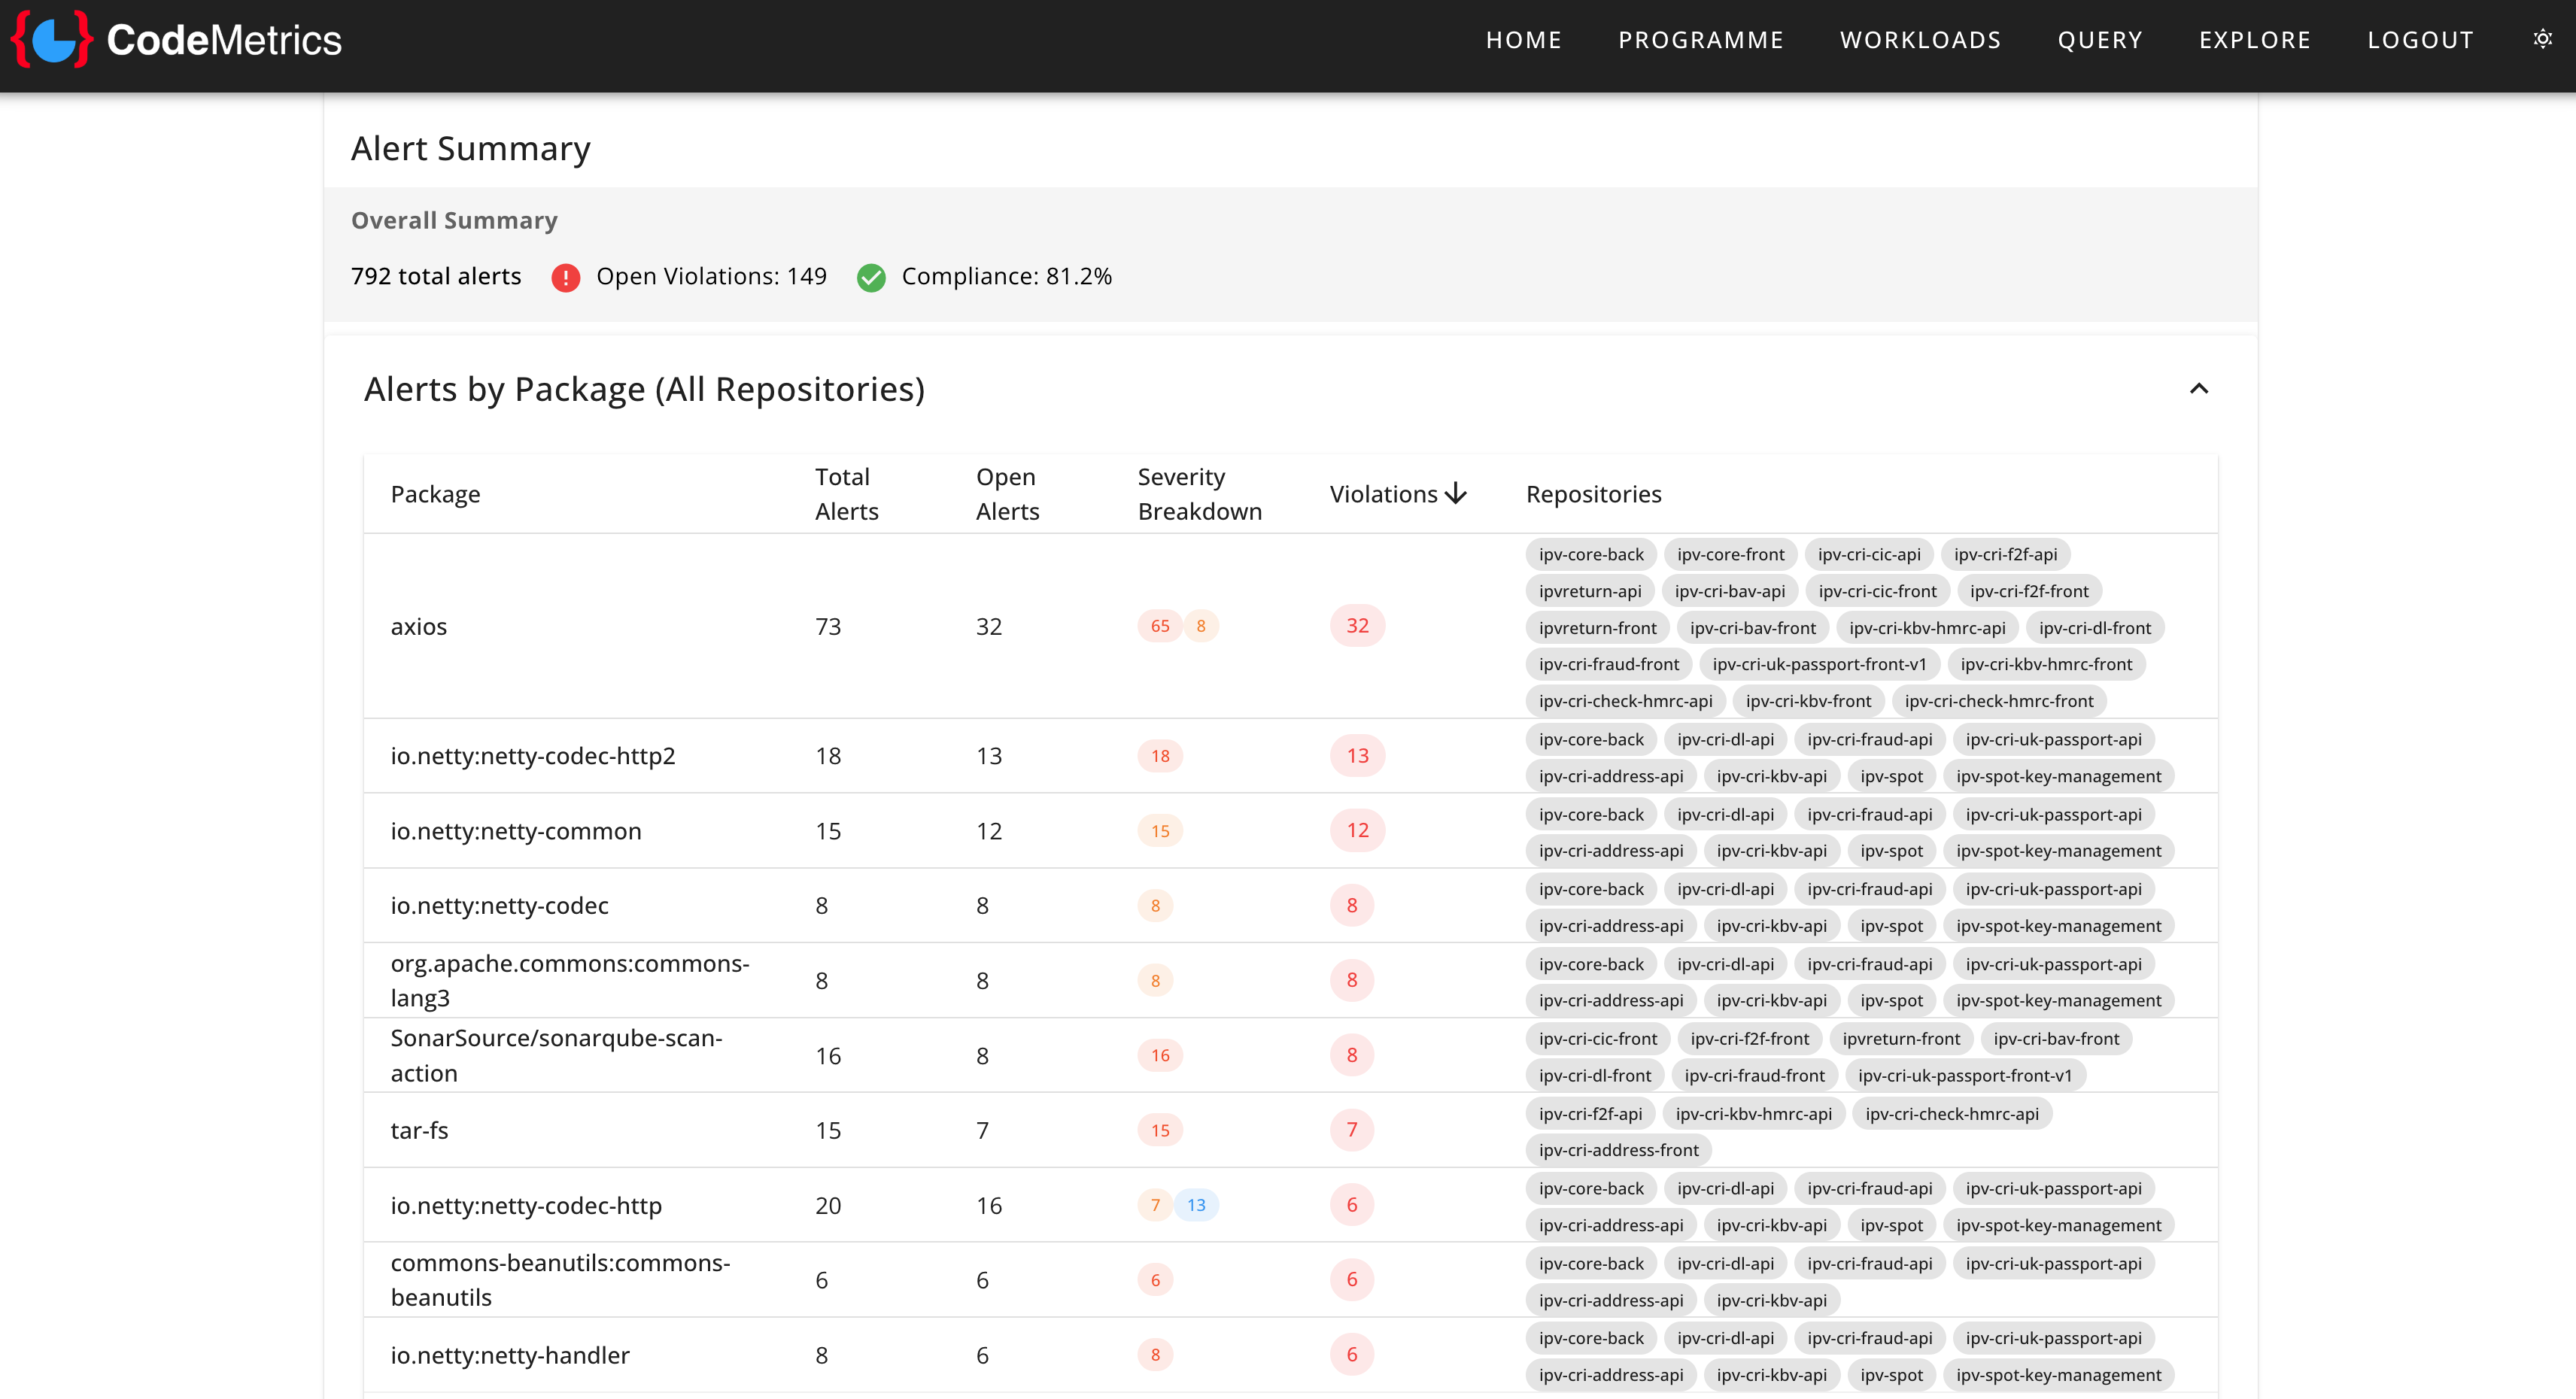 CodeMetrics
HOME PROGRAMME WORKLOADS QUERY EXPLORE LOGOUT
Alert Summary
Overall Summary
792 total alerts Open Violations: 149 Compliance: 81.2%
Alerts by Package (All Repositories)
Package Total Alerts Open Alerts Severity Breakdown Violations Repositories
axios 73 32 65 8 32
ipv-core-back ipv-core-front ipv-cri-cic-api ipv-cri-f2f-api
ipvreturn-api ipv-cri-bav-api ipv-cri-cic-front ipv-cri-f2f-front
ipvreturn-front ipv-cri-bav-front ipv-cri-kbv-hmrc-api ipv-cri-dl-front
ipv-cri-fraud-front ipv-cri-uk-passport-front-v1 ipv-cri-kbv-hmrc-front
ipv-cri-check-hmrc-api ipv-cri-kbv-front ipv-cri-check-hmrc-front
io.netty:netty-codec-http2 18 13 18 13
ipv-core-back ipv-cri-dl-api ipv-cri-fraud-api ipv-cri-uk-passport-api
ipv-cri-address-api ipv-cri-kbv-api ipv-spot ipv-spot-key-management
io.netty:netty-common 15 12 15 12
ipv-core-back ipv-cri-dl-api ipv-cri-fraud-api ipv-cri-uk-passport-api
ipv-cri-address-api ipv-cri-kbv-api ipv-spot ipv-spot-key-management
io.netty:netty-codec 8 8 8 8
ipv-core-back ipv-cri-dl-api ipv-cri-fraud-api ipv-cri-uk-passport-api
ipv-cri-address-api ipv-cri-kbv-api ipv-spot ipv-spot-key-management
org.apache.commons:commons-
lang3 8 8 8 8
ipv-core-back ipv-cri-dl-api ipv-cri-fraud-api ipv-cri-uk-passport-api
ipv-cri-address-api ipv-cri-kbv-api ipv-spot ipv-spot-key-management
SonarSource/sonarqube-scan-
action 16 8 16 8
ipv-cri-cic-front ipv-cri-f2f-front ipvreturn-front ipv-cri-bav-front
ipv-cri-dl-front ipv-cri-fraud-front ipv-cri-uk-passport-front-v1
tar-fs 15 7 15 7
ipv-cri-f2f-api ipv-cri-kbv-hmrc-api ipv-cri-check-hmrc-api
ipv-cri-address-front
io.netty:netty-codec-http 20 16 7 13 6
ipv-core-back ipv-cri-dl-api ipv-cri-fraud-api ipv-cri-uk-passport-api
ipv-cri-address-api ipv-cri-kbv-api ipv-spot ipv-spot-key-management
commons-beanutils:commons-
beanutils 6 6 6 6
ipv-core-back ipv-cri-dl-api ipv-cri-fraud-api ipv-cri-uk-passport-api
ipv-cri-address-api ipv-cri-kbv-api
io.netty:netty-handler 8 6 8 6
ipv-core-back ipv-cri-dl-api ipv-cri-fraud-api ipv-cri-uk-passport-api
ipv-cri-address-api ipv-cri-kbv-api ipv-spot ipv-spot-key-management